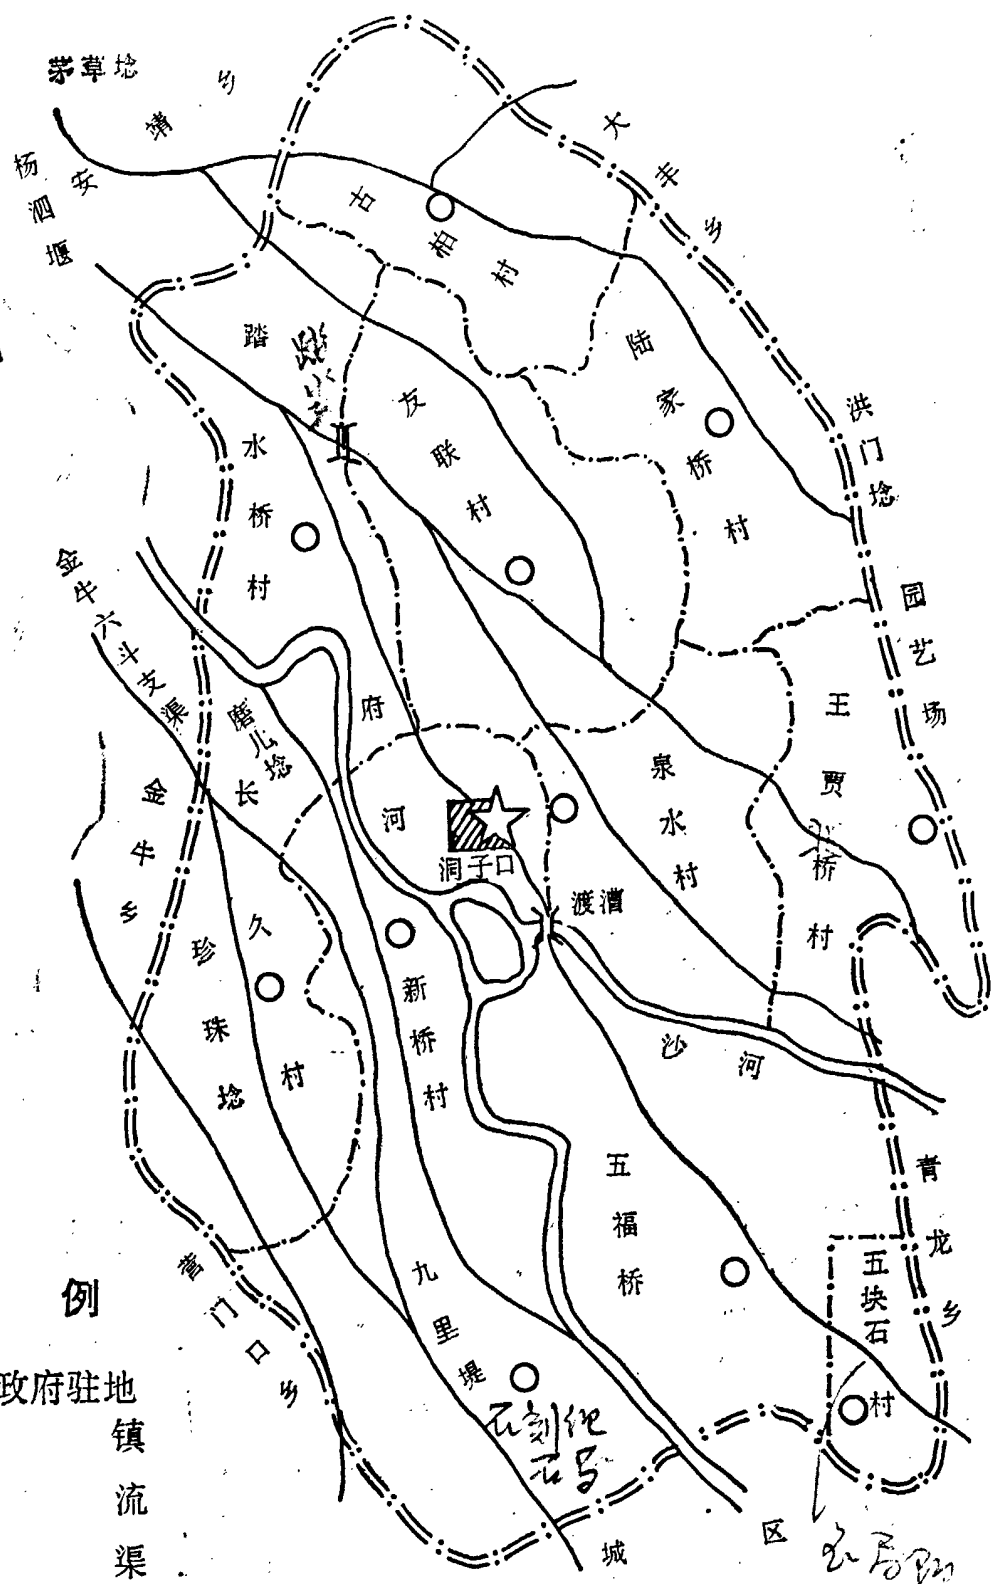 茅草埝
安靖乡
杨泗堰
大丰乡
古柏村
踏水桥村
友联村
陆家桥村
洪门埝
园艺场
金牛六斗支渠
金牛乡
磨儿埝
府河
王贾桥村
泉水村
洞子口
渡漕
长久村
珍珠埝
新桥村
沙河
五福桥
青龙乡
五块石村
营门口乡
九里堤
石刻
城区
例
政府驻地
镇
流
渠